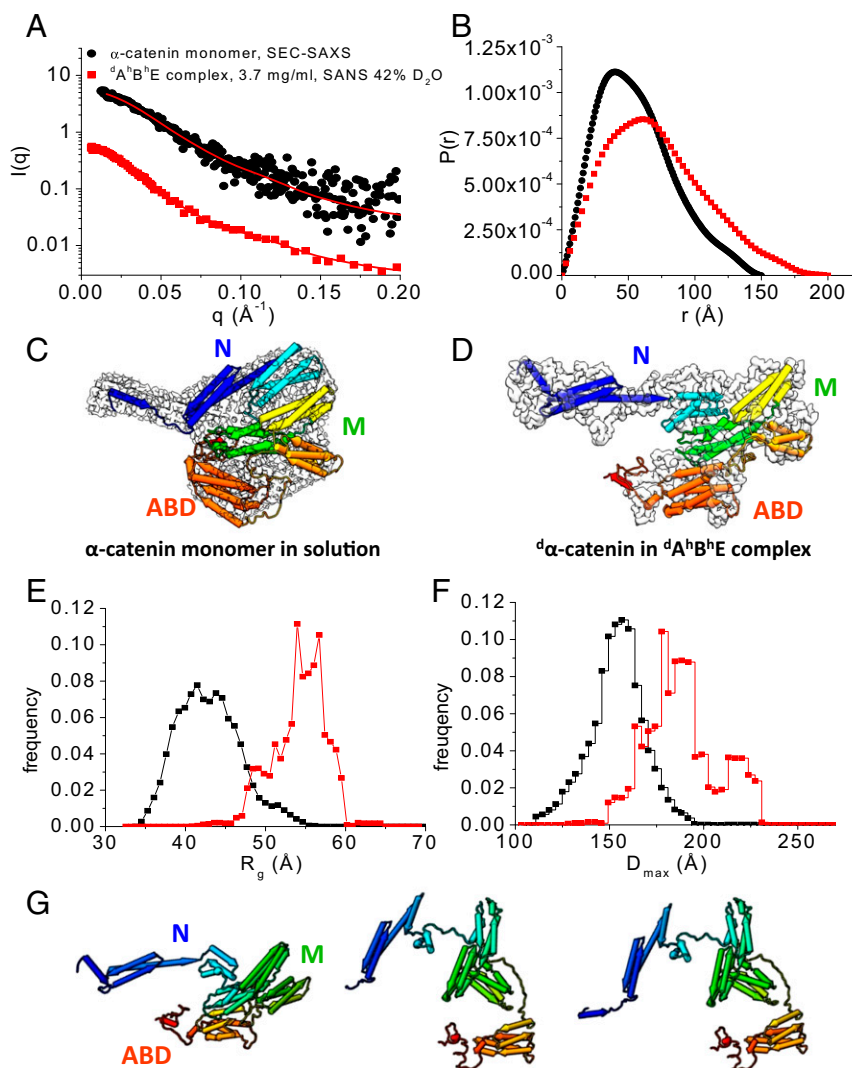 A
α-catenin monomer, SEC-SAXS
ᵈAʰBʰE complex, 3.7 mg/ml, SANS 42% D₂O
10
1
0.1
0.01
I(q)
0.00 0.05 0.10 0.15 0.20
q (Å⁻¹)
B
1.25x10⁻³
1.00x10⁻³
7.50x10⁻⁴
5.00x10⁻⁴
2.50x10⁻⁴
0.00
P(r)
0 50 100 150 200
r (Å)
C
N
M
ABD
α-catenin monomer in solution
D
N
M
ABD
ᵈα-catenin in ᵈAʰBʰE complex
E
0.12
0.10
0.08
0.06
0.04
0.02
0.00
frequency
30 40 50 60 70
R_g (Å)
F
0.12
0.10
0.08
0.06
0.04
0.02
0.00
freuqency
100 150 200 250
D_max (Å)
G
N
M
ABD